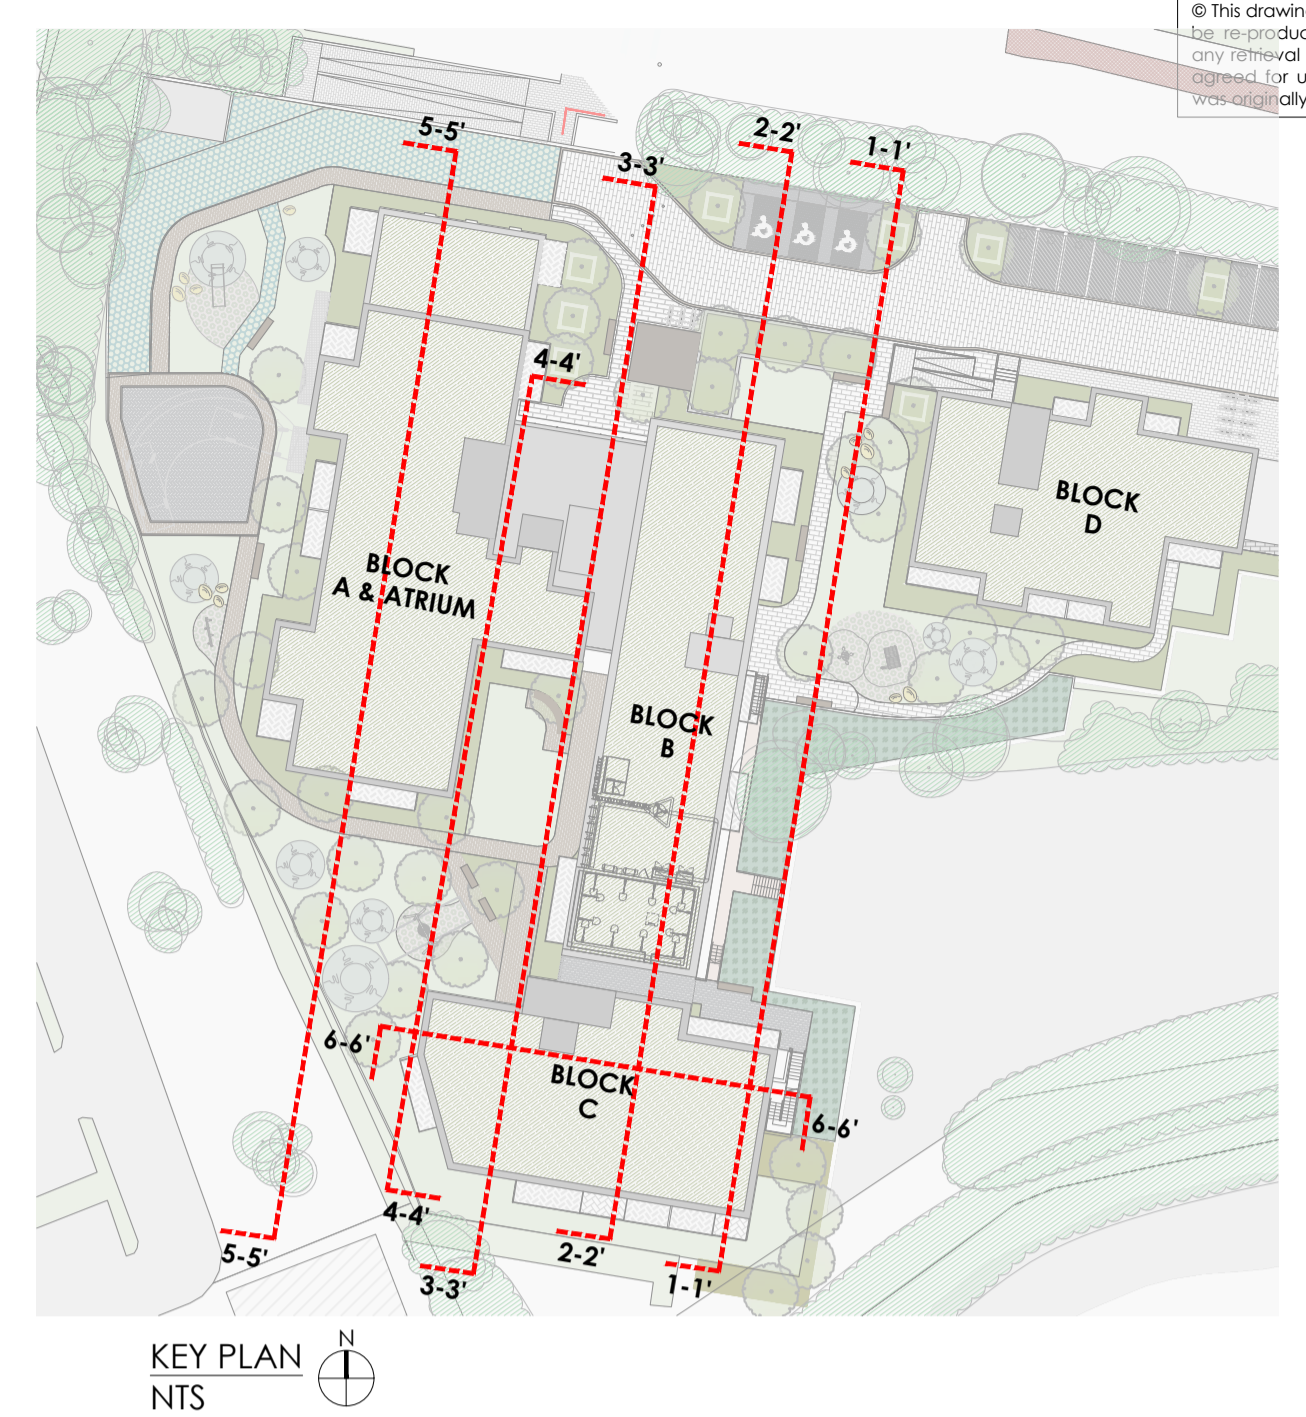 © This drawin
be re-produc
any retrieval
agreed for u
was originally
5-5'
3-3'
2-2'
1-1'
4-4'
BLOCK
A & ATRIUM
BLOCK
B
BLOCK
D
6-6'
BLOCK
C
6-6'
4-4'
5-5'
3-3'
2-2'
1-1'
N
KEY PLAN
NTS